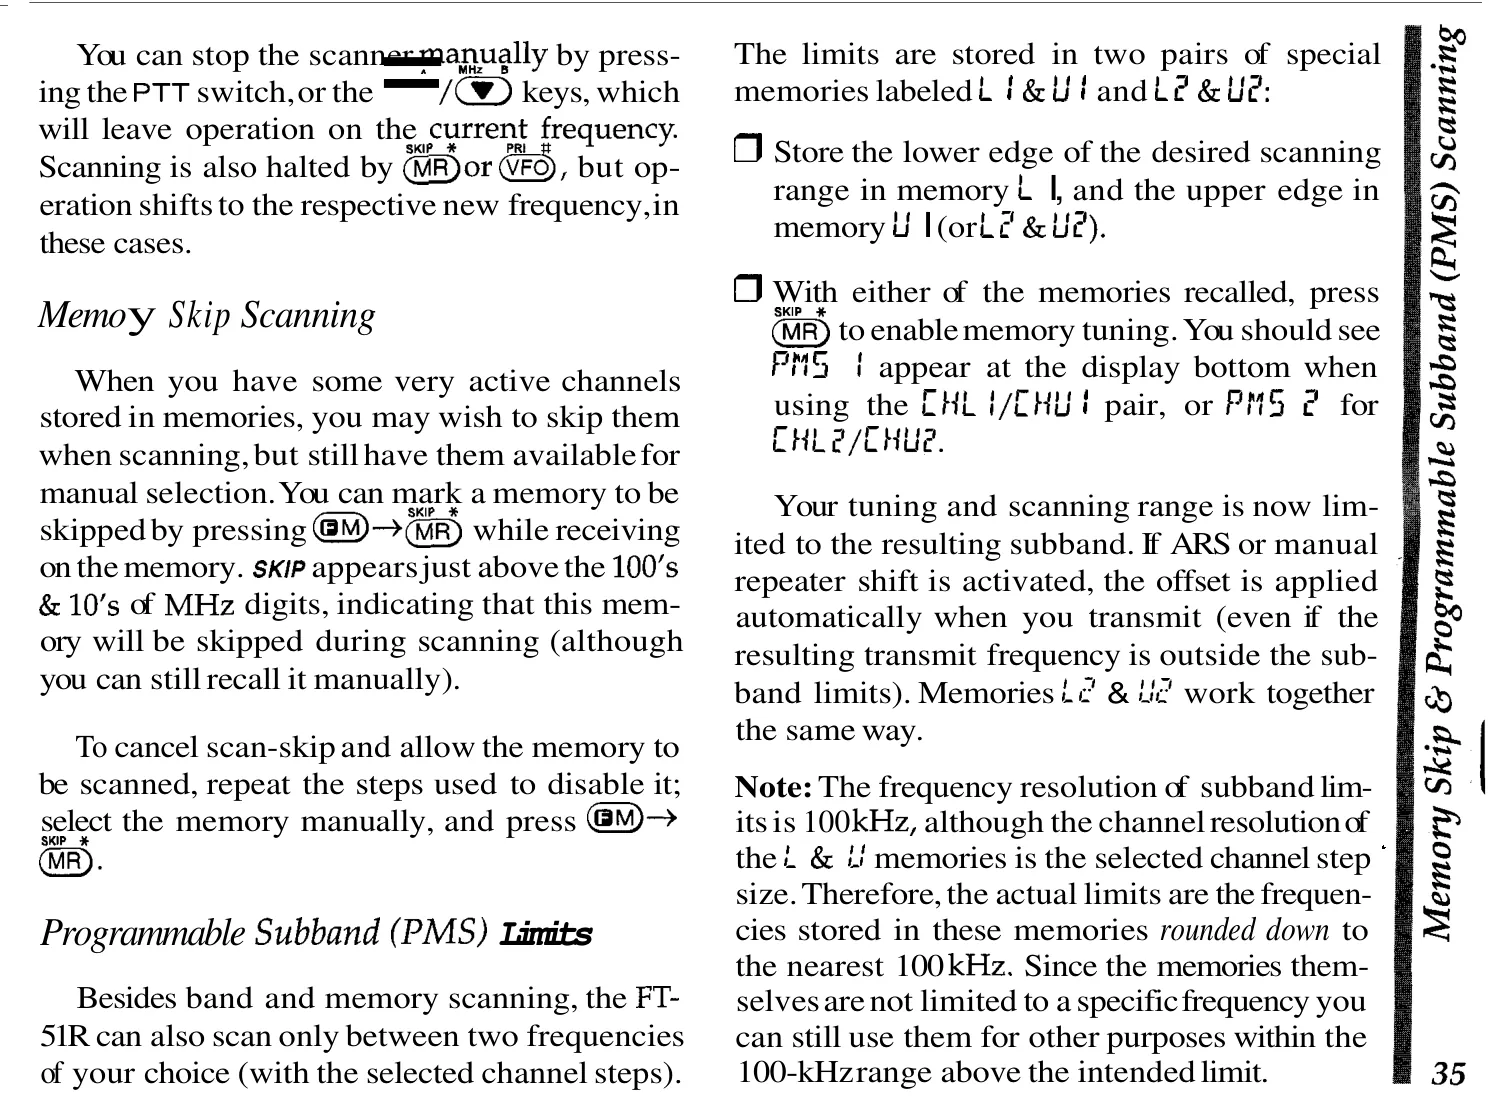 You can stop the scanner manually by press-
MHz B
ing the PTT switch, or the /(▼) keys, which
will leave operation on the current frequency.
SKIP * PRI #
Scanning is also halted by (MR) or (VFO), but op-
eration shifts to the respective new frequency, in
these cases.
Memoy Skip Scanning
When you have some very active channels
stored in memories, you may wish to skip them
when scanning, but still have them available for
manual selection. You can mark a memory to be
SKIP *
skipped by pressing (FM)→(MR) while receiving
on the memory. SKIP appears just above the 100's
& 10's of MHz digits, indicating that this mem-
ory will be skipped during scanning (although
you can still recall it manually).
To cancel scan-skip and allow the memory to
be scanned, repeat the steps used to disable it;
select the memory manually, and press (FM)→
SKIP *
(MR).
Programmable Subband (PMS) Limits
Besides band and memory scanning, the FT-
51R can also scan only between two frequencies
of your choice (with the selected channel steps).
The limits are stored in two pairs of special
memories labeled L1 & U1 and L2 & U2:
❒ Store the lower edge of the desired scanning
range in memory L 1, and the upper edge in
memory U 1 (or L2 & U2).
❒ With either of the memories recalled, press
SKIP *
(MR) to enable memory tuning. You should see
PMS 1 appear at the display bottom when
using the CHL 1/CHU 1 pair, or PMS 2 for
CHL2/CHU2.
Your tuning and scanning range is now lim-
ited to the resulting subband. If ARS or manual
repeater shift is activated, the offset is applied
automatically when you transmit (even if the
resulting transmit frequency is outside the sub-
band limits). Memories L2 & U2 work together
the same way.
Note: The frequency resolution of subband lim-
its is 100 kHz, although the channel resolution of
the L & U memories is the selected channel step
size. Therefore, the actual limits are the frequen-
cies stored in these memories rounded down to
the nearest 100 kHz. Since the memories them-
selves are not limited to a specific frequency you
can still use them for other purposes within the
100-kHz range above the intended limit.
Memory Skip & Programmable Subband (PMS) Scanning
35